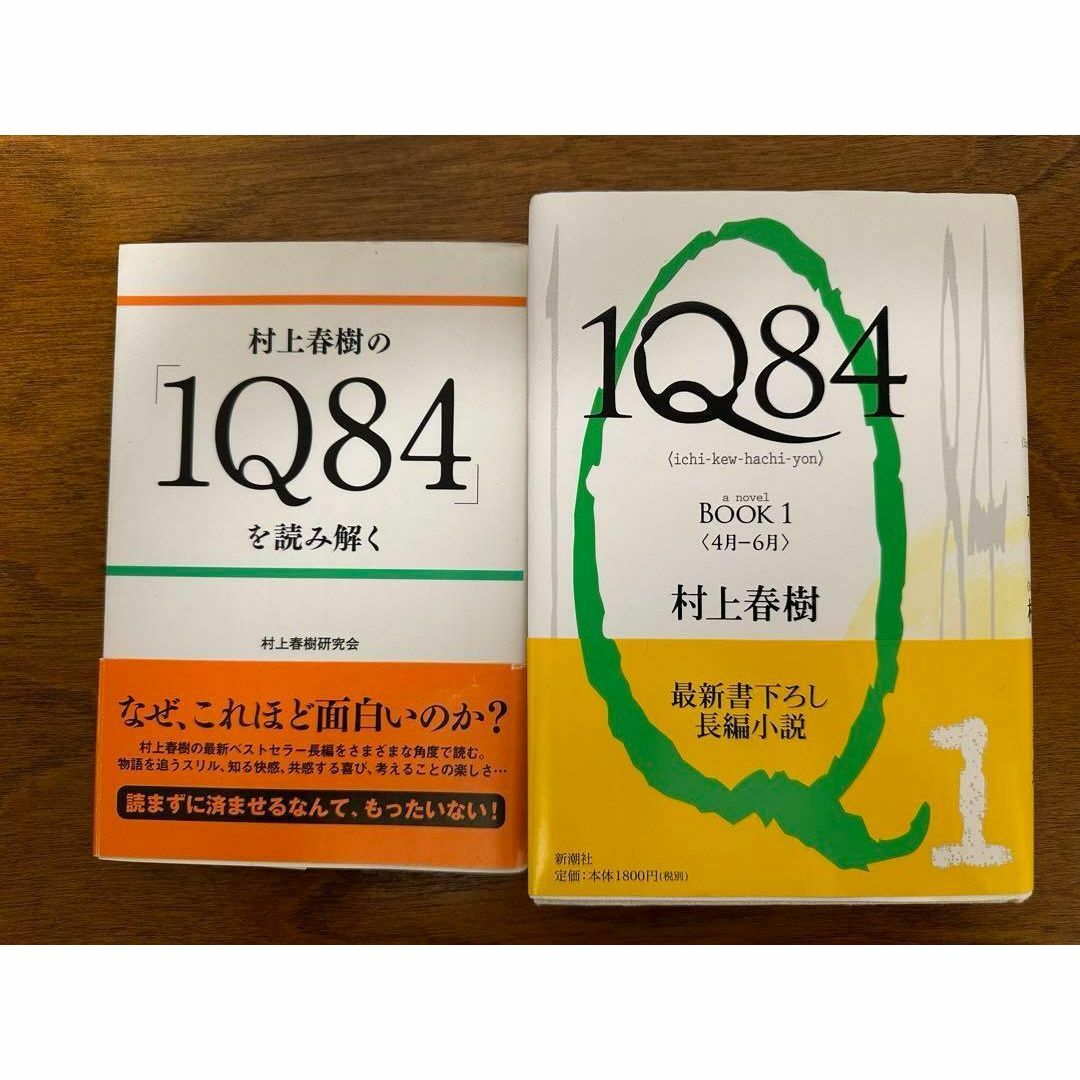 村上春樹の
「1Q84」
を読み解く
村上春樹研究会
なぜ、これほど面白いのか?
村上春樹の最新ベストセラー長編をさまざまな角度で読む。
物語を追うスリル、知る快感、共感する喜び、考えることの楽しさ…
読まずに済ませるなんて、もったいない!
1Q84
〈ichi-kew-hachi-yon〉
a novel
BOOK 1
〈4月–6月〉
村上春樹
最新書下ろし
長編小説
1
新潮社
定価:本体1800円(税別)